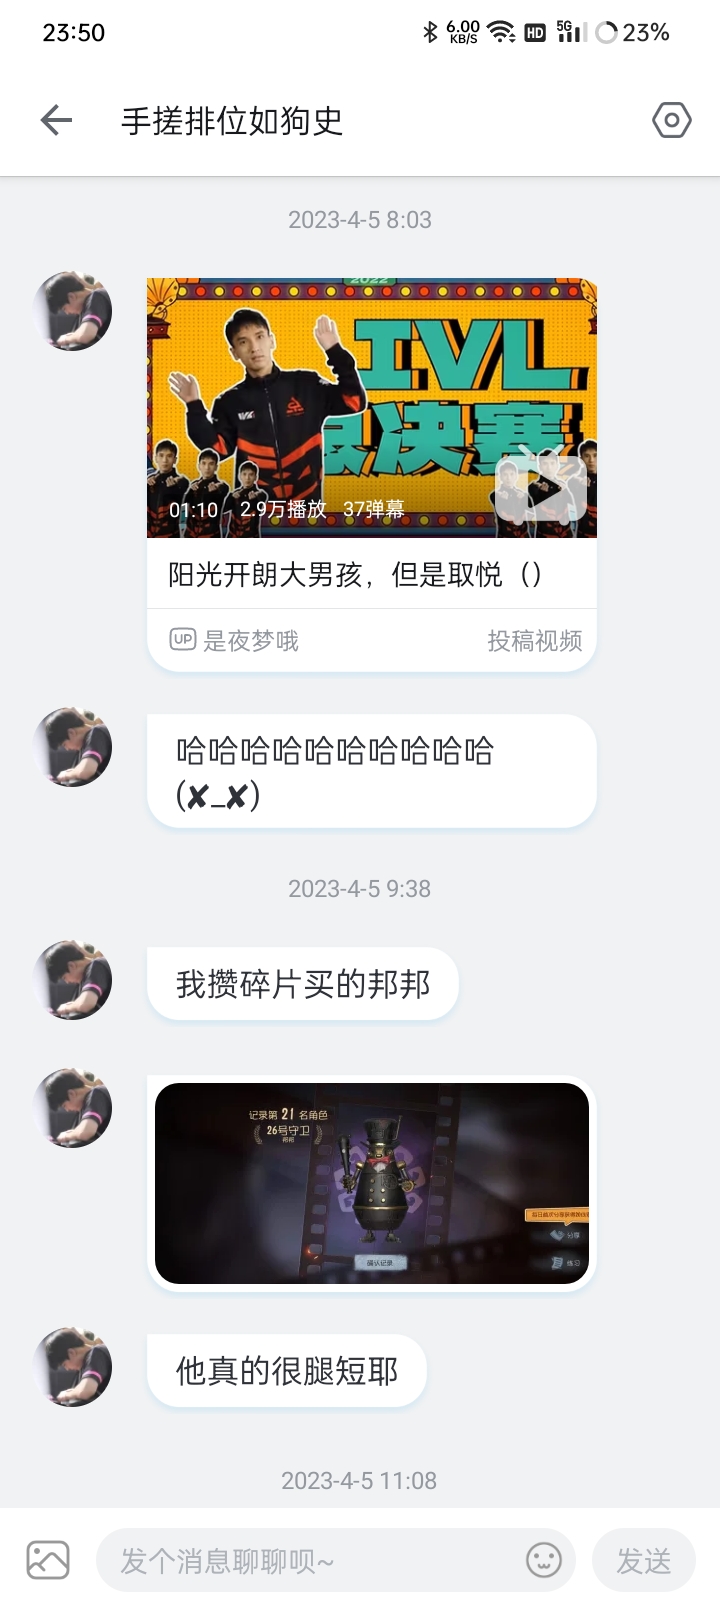 23:50
6.00 KB/S
HD
5G
23%
手搓排位如狗史
2023-4-5 8:03
2022
IVL
决赛
01:10 2.9万播放 37弹幕
阳光开朗大男孩，但是取悦（）
UP 是夜梦哦 投稿视频
哈哈哈哈哈哈哈哈哈哈
(✘_✘)
2023-4-5 9:38
我攒碎片买的邦邦
记录第 21 名角色
26号守卫
邦邦
分享
确认记录
练习
他真的很腿短耶
2023-4-5 11:08
发个消息聊聊呗~
发送